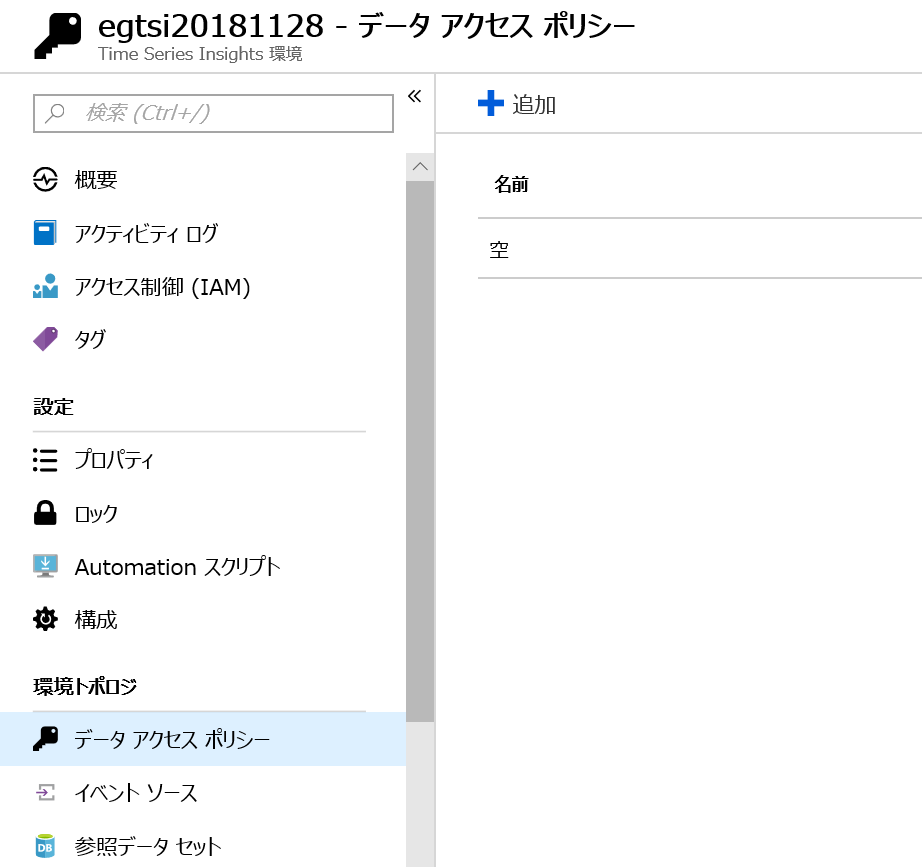 egtsi20181128 - データ アクセス ポリシー
Time Series Insights 環境
検索 (Ctrl+/)
概要
アクティビティ ログ
アクセス制御 (IAM)
タグ
設定
プロパティ
ロック
Automation スクリプト
構成
環境トポロジ
データ アクセス ポリシー
イベント ソース
DB
参照データ セット
追加
名前
空